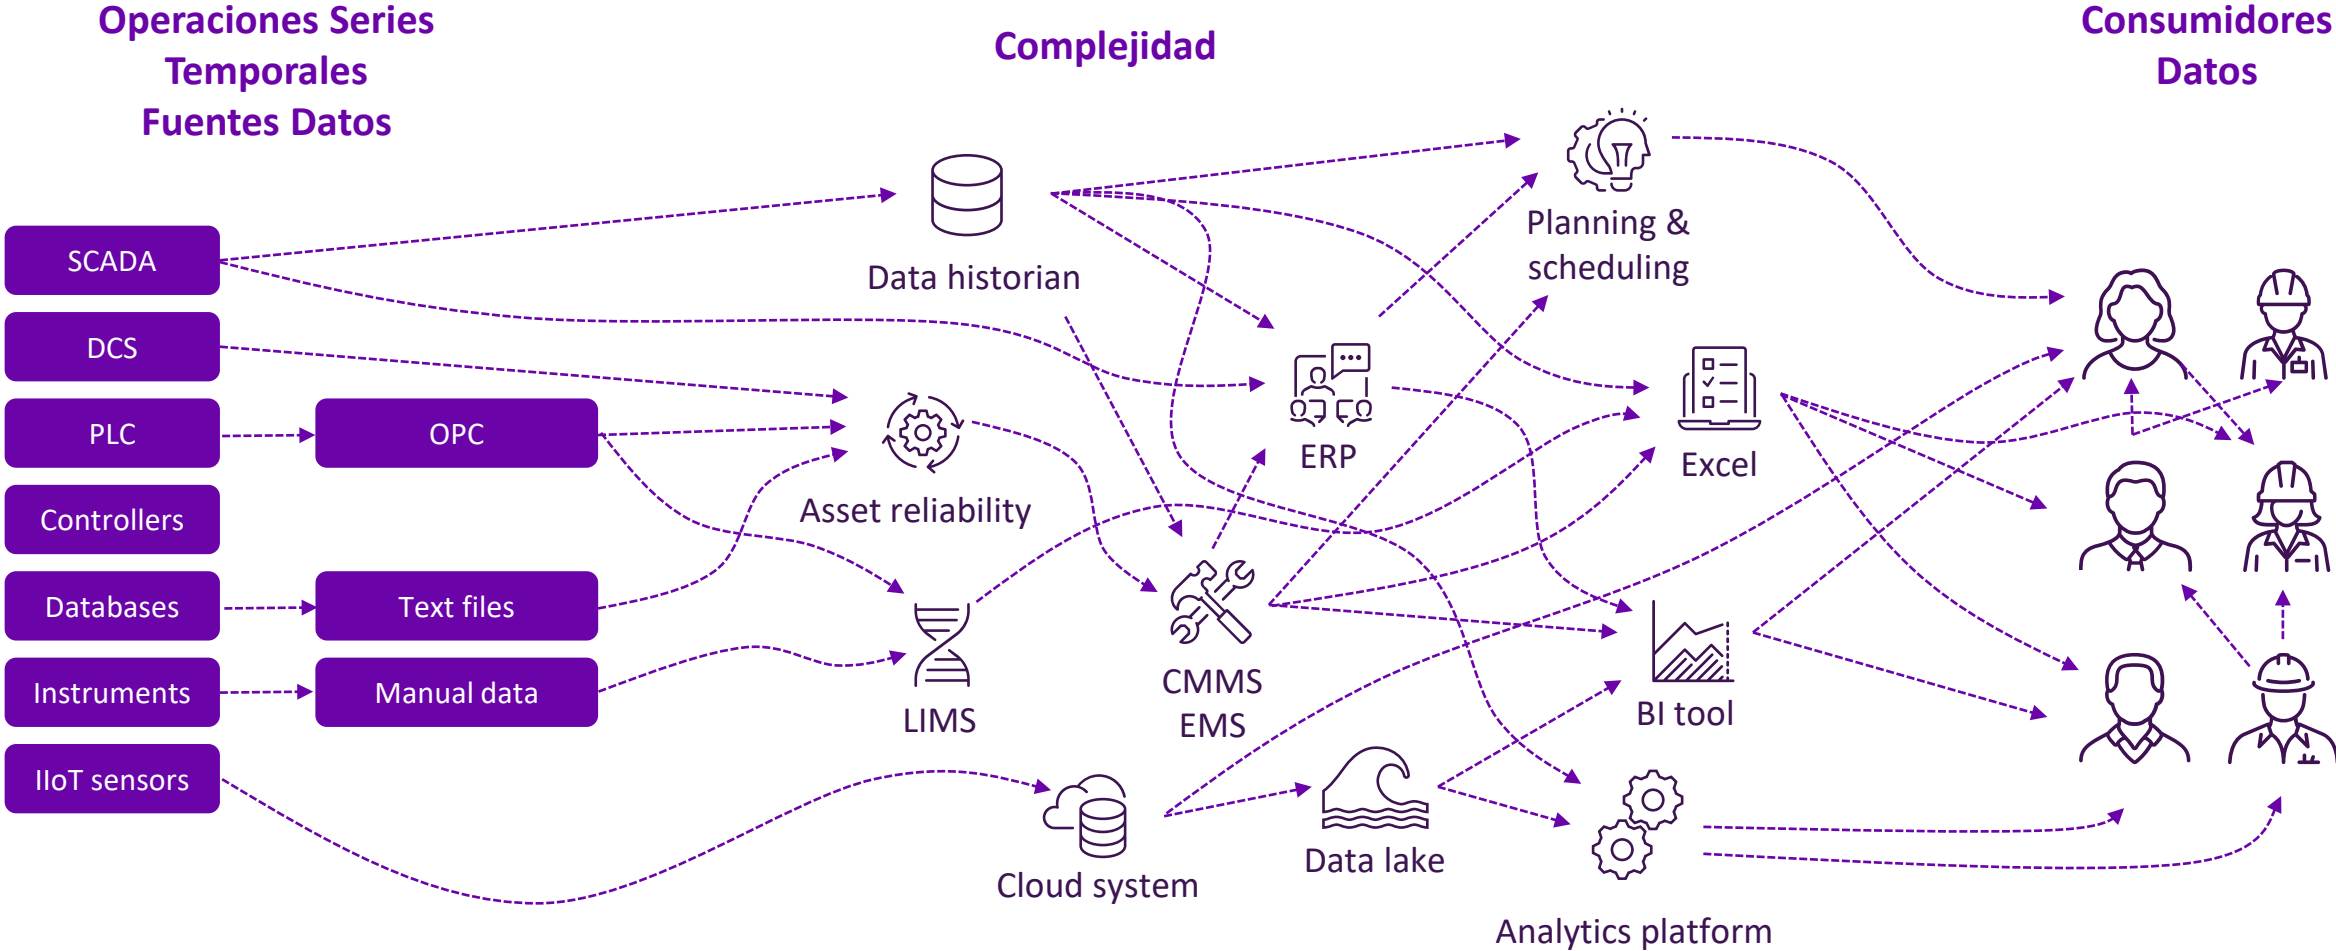 Operaciones Series
Temporales
Fuentes Datos
Complejidad
Consumidores
Datos
SCADA
DCS
PLC
OPC
Controllers
Databases
Text files
Instruments
Manual data
IIoT sensors
Data historian
Asset reliability
LIMS
Cloud system
CMMS
EMS
ERP
Data lake
Planning &
scheduling
Excel
BI tool
Analytics platform